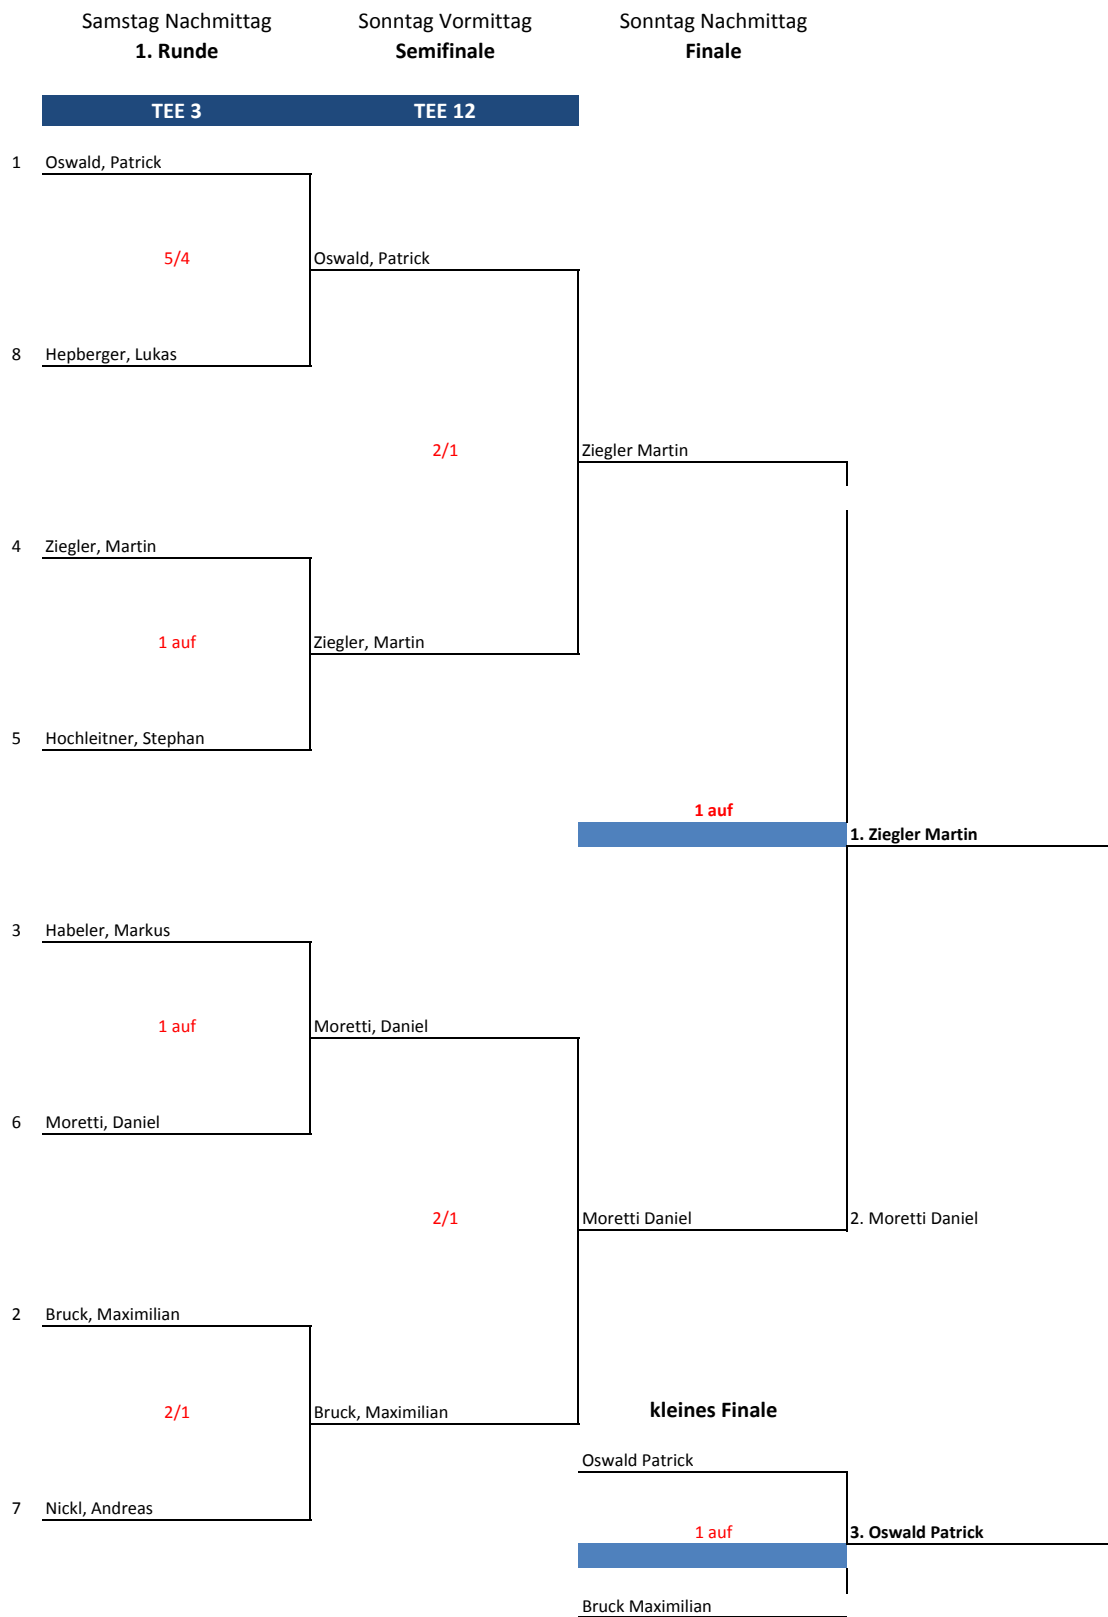 Samstag Nachmittag Sonntag Vormittag Sonntag Nachmittag
1. Runde Semifinale Finale
TEE 3 TEE 12
1 Oswald, Patrick
5/4 Oswald, Patrick
8 Hepberger, Lukas
2/1 Ziegler Martin
4 Ziegler, Martin
1 auf Ziegler, Martin
5 Hochleitner, Stephan
1 auf
1. Ziegler Martin
3 Habeler, Markus
1 auf Moretti, Daniel
6 Moretti, Daniel
2/1 Moretti Daniel 2. Moretti Daniel
2 Bruck, Maximilian
2/1 Bruck, Maximilian kleines Finale
Oswald Patrick
7 Nickl, Andreas
1 auf 3. Oswald Patrick
Bruck Maximilian